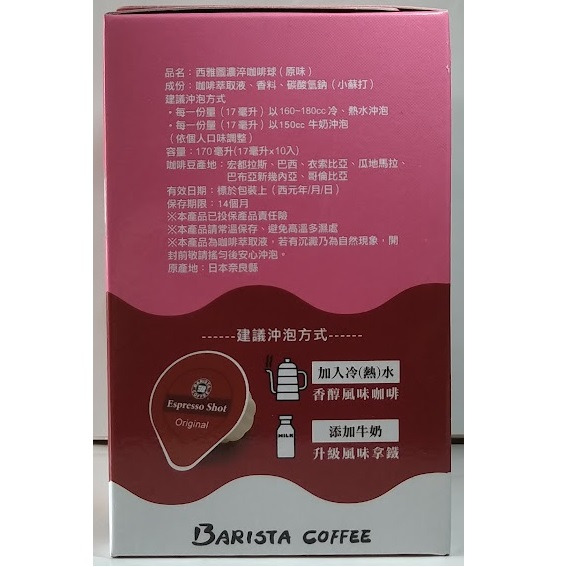 品名：西雅圖濃淬咖啡球（原味）
成份：咖啡萃取液、香料、碳酸氫鈉（小蘇打）
建議沖泡方式
・每一份量（17毫升）以160~180cc 冷、熱水沖泡
・每一份量（17毫升）以150cc 牛奶沖泡
（依個人口味調整）
容量：170毫升(17毫升x10入)
咖啡豆產地：宏都拉斯、巴西、衣索比亞、瓜地馬拉、
巴布亞新幾內亞、哥倫比亞
有效日期：標於包裝上（西元年/月/日）
保存期限：14個月
※本產品已投保產品責任險
※本產品請常溫保存、避免高溫多濕處
※本產品為咖啡萃取液，若有沉澱乃為自然現象，開
封前敬請搖勻後安心沖泡。
原產地：日本奈良縣
------建議沖泡方式------
加入冷(熱)水
香醇風味咖啡
Espresso Shot
Original
MILK
添加牛奶
升級風味拿鐵
BARISTA COFFEE